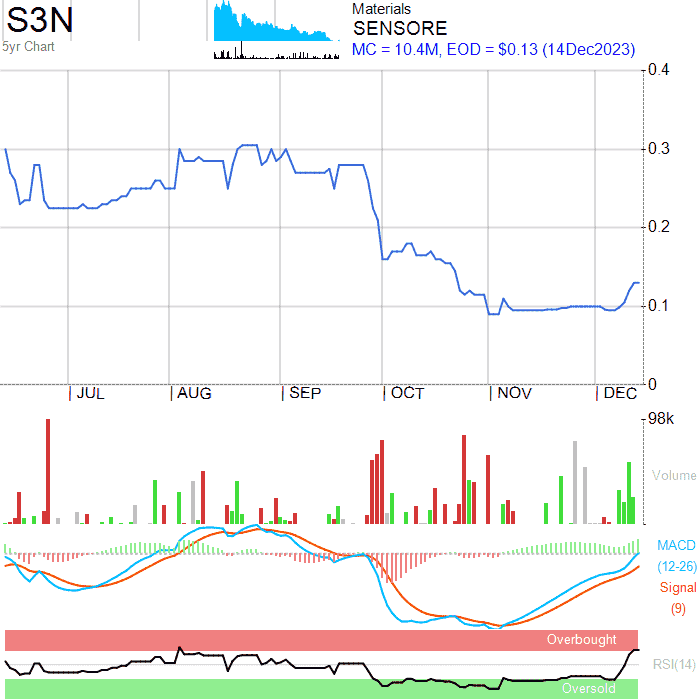 S3N
5yr Chart
Materials
SENSORE
MC = 10.4M, EOD = $0.13 (14Dec2023)
0.4
0.3
0.2
0.1
0
JUL AUG SEP OCT NOV DEC
98k
Volume
MACD
(12-26)
Signal
(9)
Overbought
RSI(14)
Oversold